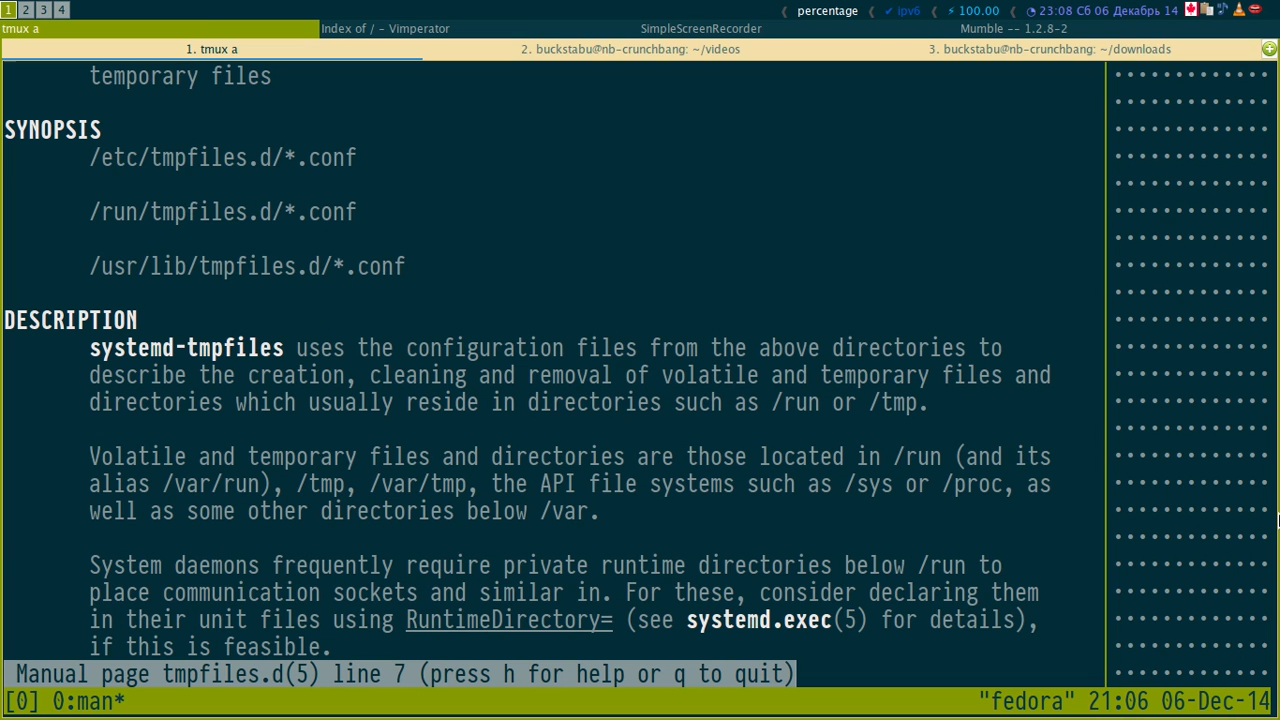 1 2 3 4 percentage ipv6 100.00 23:08 Сб 06 Декабрь 14
tmux a Index of / - Vimperator SimpleScreenRecorder Mumble -- 1.2.8-2
1. tmux a 2. buckstabu@nb-crunchbang: ~/videos 3. buckstabu@nb-crunchbang: ~/downloads
temporary files
SYNOPSIS
/etc/tmpfiles.d/*.conf
/run/tmpfiles.d/*.conf
/usr/lib/tmpfiles.d/*.conf
DESCRIPTION
systemd-tmpfiles uses the configuration files from the above directories to
describe the creation, cleaning and removal of volatile and temporary files and
directories which usually reside in directories such as /run or /tmp.
Volatile and temporary files and directories are those located in /run (and its
alias /var/run), /tmp, /var/tmp, the API file systems such as /sys or /proc, as
well as some other directories below /var.
System daemons frequently require private runtime directories below /run to
place communication sockets and similar in. For these, consider declaring them
in their unit files using RuntimeDirectory= (see systemd.exec(5) for details),
if this is feasible.
Manual page tmpfiles.d(5) line 7 (press h for help or q to quit)
[0] 0:man* "fedora" 21:06 06-Dec-14